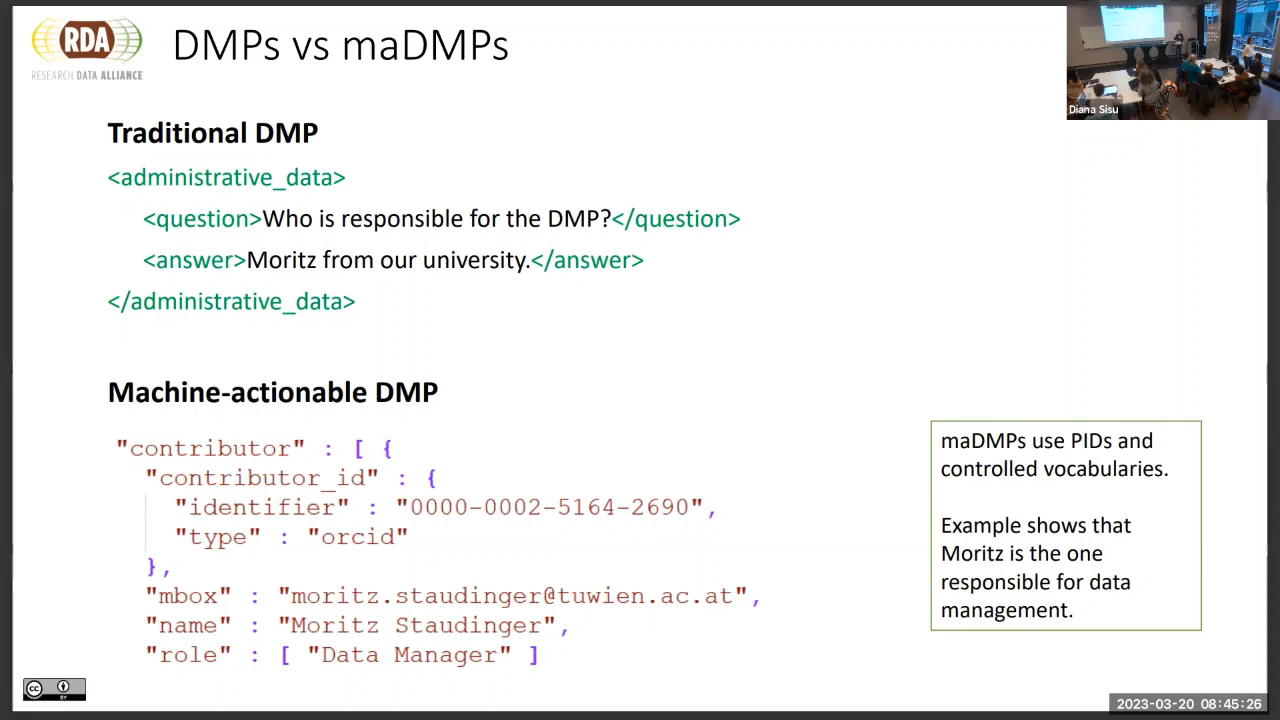 RDA
RESEARCH DATA ALLIANCE
DMPs vs maDMPs
Diana Sisu
Traditional DMP
<administrative_data>
<question>Who is responsible for the DMP?</question>
<answer>Moritz from our university.</answer>
</administrative_data>
Machine-actionable DMP
"contributor" : [ {
"contributor_id" : {
"identifier" : "0000-0002-5164-2690",
"type" : "orcid"
},
"mbox" : "moritz.staudinger@tuwien.ac.at",
"name" : "Moritz Staudinger",
"role" : [ "Data Manager" ]
maDMPs use PIDs and
controlled vocabularies.
Example shows that
Moritz is the one
responsible for data
management.
cc
BY
2023-03-20 08:45:26